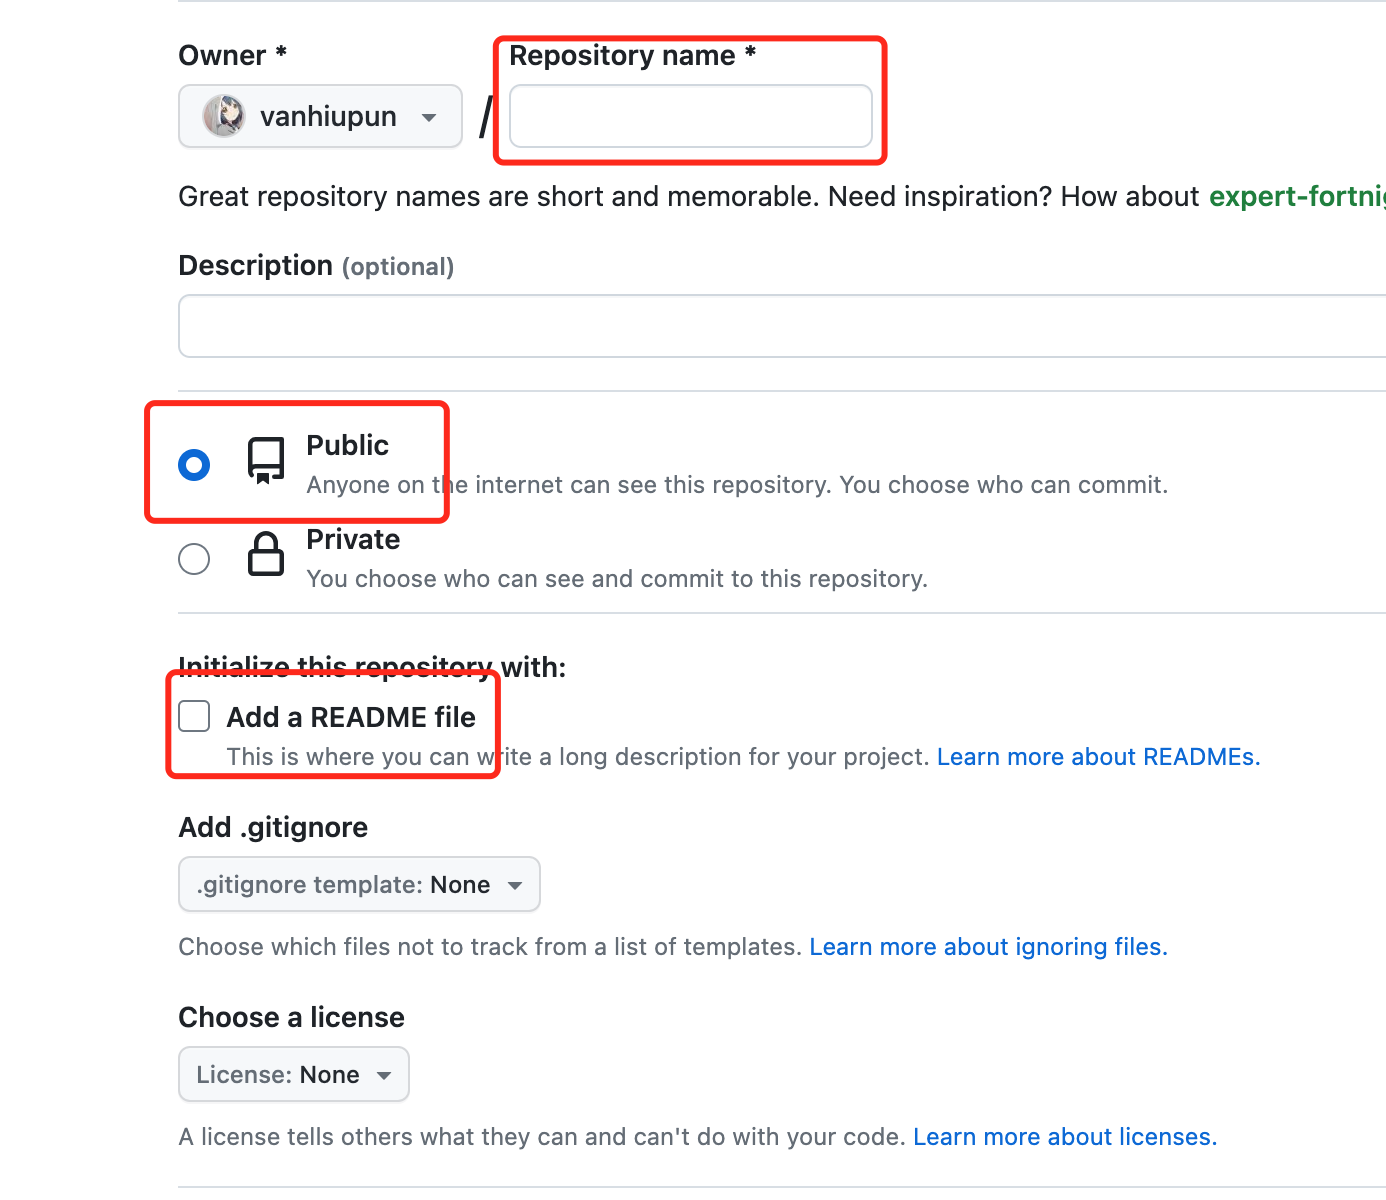 Owner *
Repository name *
vanhiupun
/
Great repository names are short and memorable. Need inspiration? How about expert-fortnig
Description (optional)
Public
Anyone on the internet can see this repository. You choose who can commit.
Private
You choose who can see and commit to this repository.
Initialize this repository with:
Add a README file
This is where you can write a long description for your project. Learn more about READMEs.
Add .gitignore
.gitignore template: None
Choose which files not to track from a list of templates. Learn more about ignoring files.
Choose a license
License: None
A license tells others what they can and can't do with your code. Learn more about licenses.